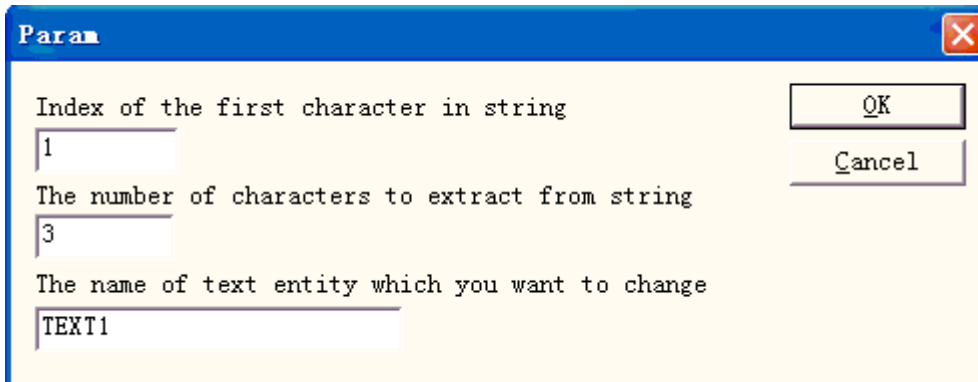 Param
Index of the first character in string
OK
1
Cancel
The number of characters to extract from string
3
The name of text entity which you want to change
TEXT1